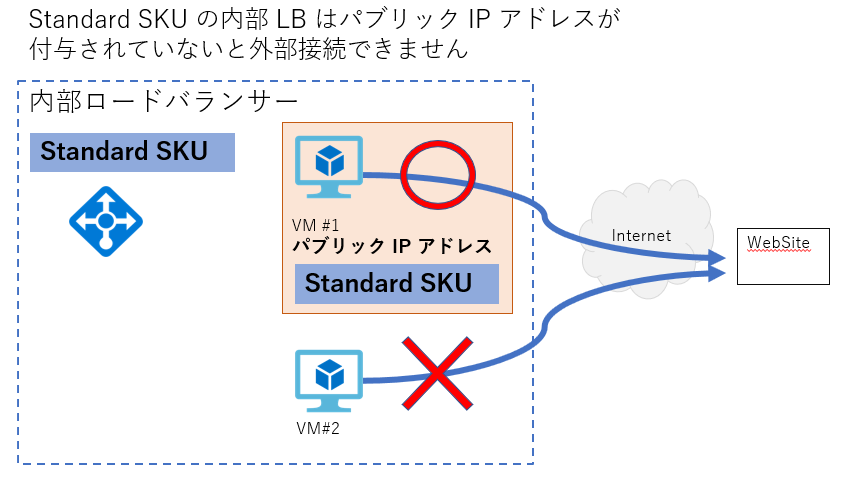 Standard SKU の内部 LB はパブリック IP アドレスが
付与されていないと外部接続できません
内部ロードバランサー
Standard SKU
VM #1
パブリック IP アドレス
Standard SKU
Internet
WebSite
VM#2